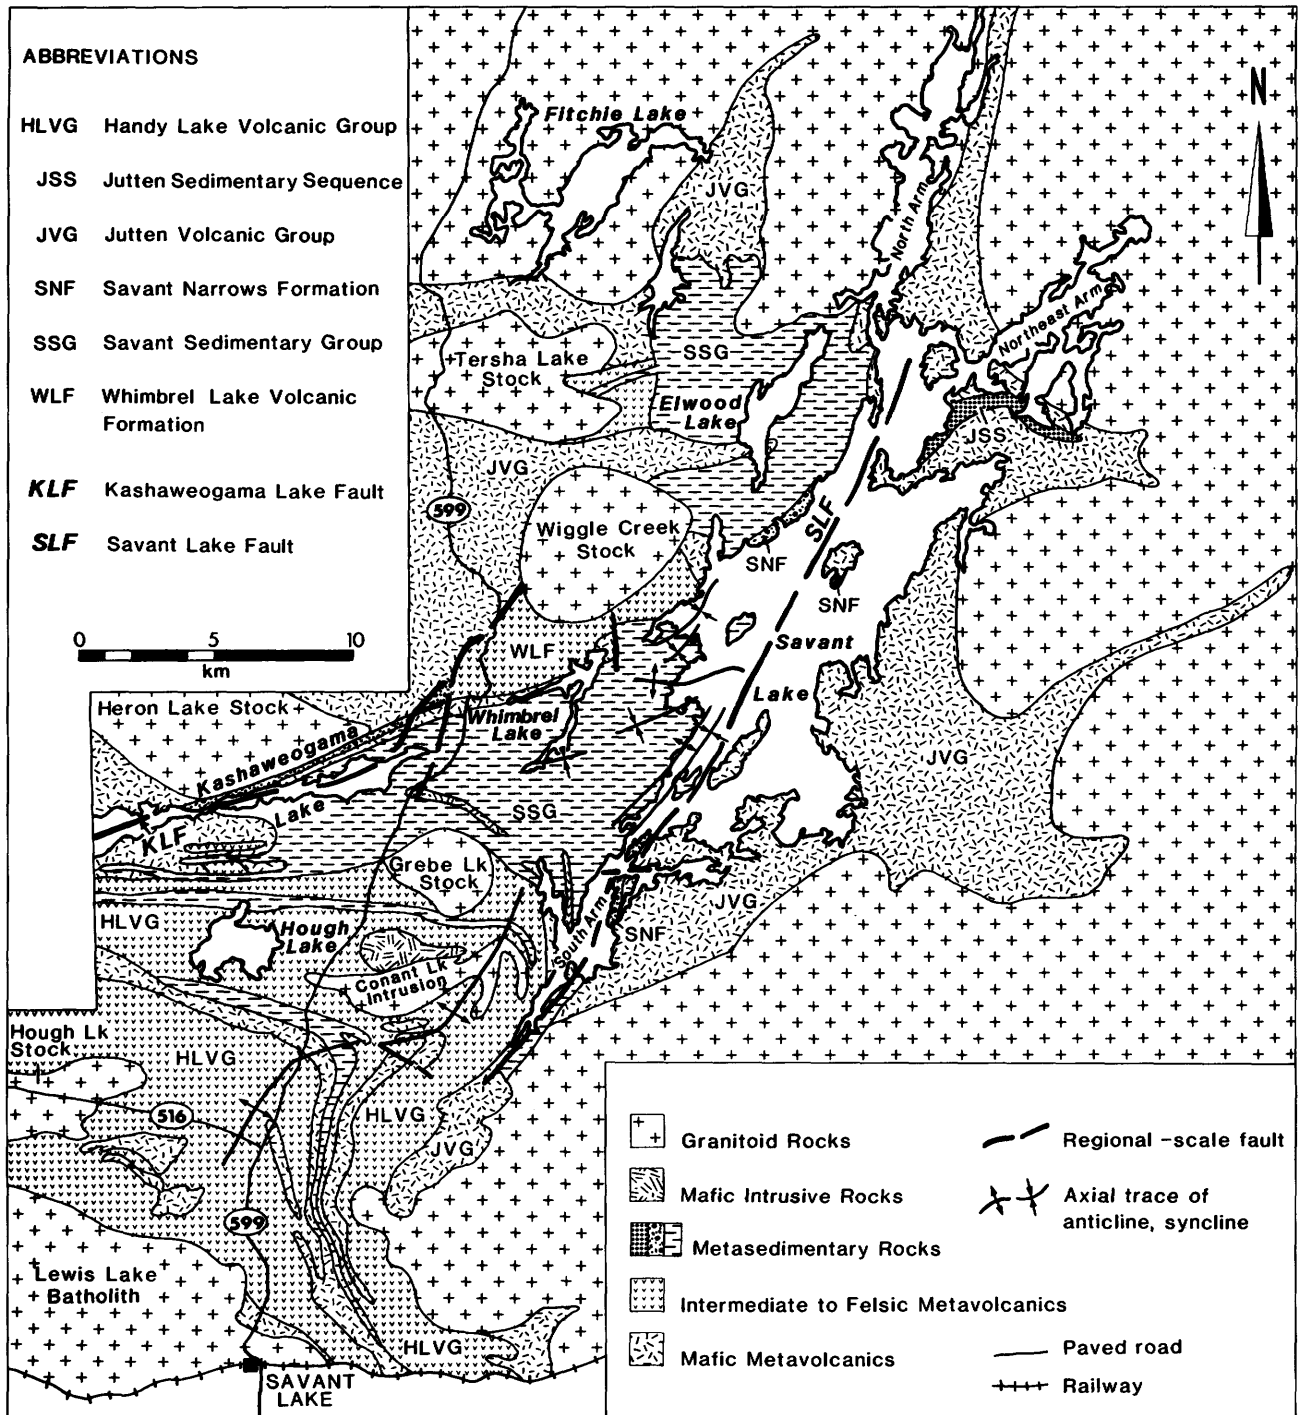 ABBREVIATIONS
HLVG Handy Lake Volcanic Group
JSS Jutten Sedimentary Sequence
JVG Jutten Volcanic Group
SNF Savant Narrows Formation
SSG Savant Sedimentary Group
WLF Whimbrel Lake Volcanic
Formation
KLF Kashaweogama Lake Fault
SLF Savant Lake Fault
0 5 10
km
N
Fitchie Lake
JVG
North Arm
Northeast Arm
Tersha Lake
Stock
SSG
Elwood
Lake
JSS
JVG
599
Wiggle Creek
Stock
SLF
SNF
SNF
Savant
Lake
WLF
Whimbrel
Lake
Heron Lake Stock
Kashaweogama
Lake
KLF
SSG
JVG
Grebe Lk
Stock
HLVG
Hough
Lake
JVG
SNF
South Arm
Conant Lk
Intrusion
Hough Lk
Stock
HLVG
516
HLVG
JVG
599
Lewis Lake
Batholith
HLVG
SAVANT
LAKE
Granitoid Rocks
Mafic Intrusive Rocks
Metasedimentary Rocks
Intermediate to Felsic Metavolcanics
Mafic Metavolcanics
Regional -scale fault
Axial trace of
anticline, syncline
Paved road
Railway